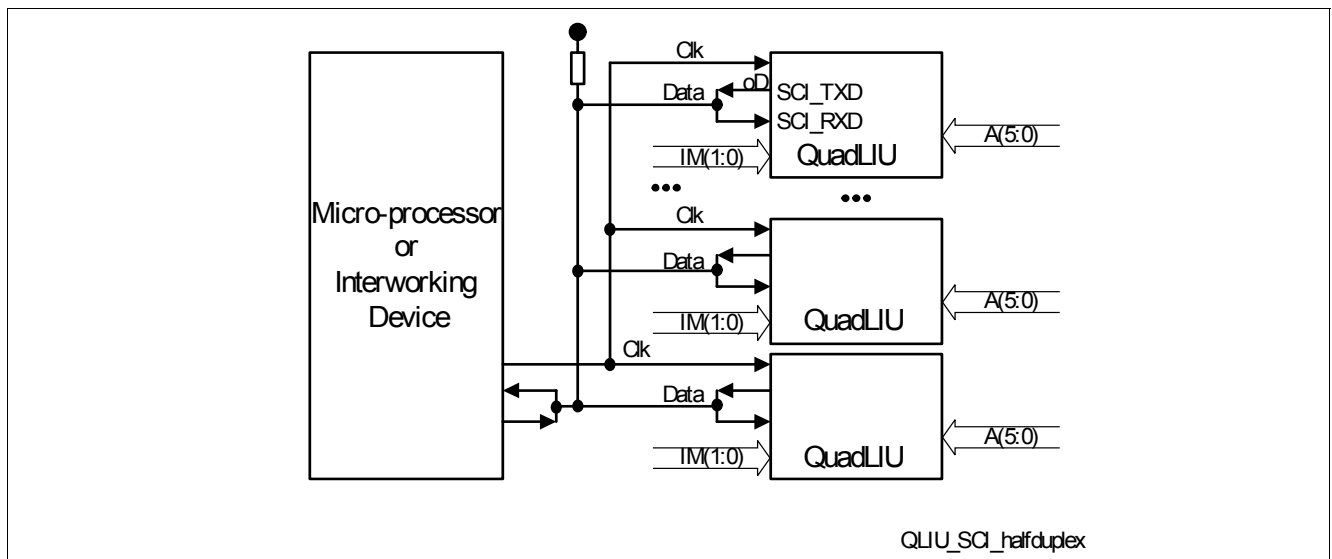 Clk
oD
Data
SCI_TXD
SCI_RXD
IM(1:0)
QuadLIU
A(5:0)
•••
•••
Micro-processor
or
Interworking
Device
Clk
Data
IM(1:0)
QuadLIU
A(5:0)
Clk
Data
IM(1:0)
QuadLIU
A(5:0)
QLIU_SCI_halfduplex